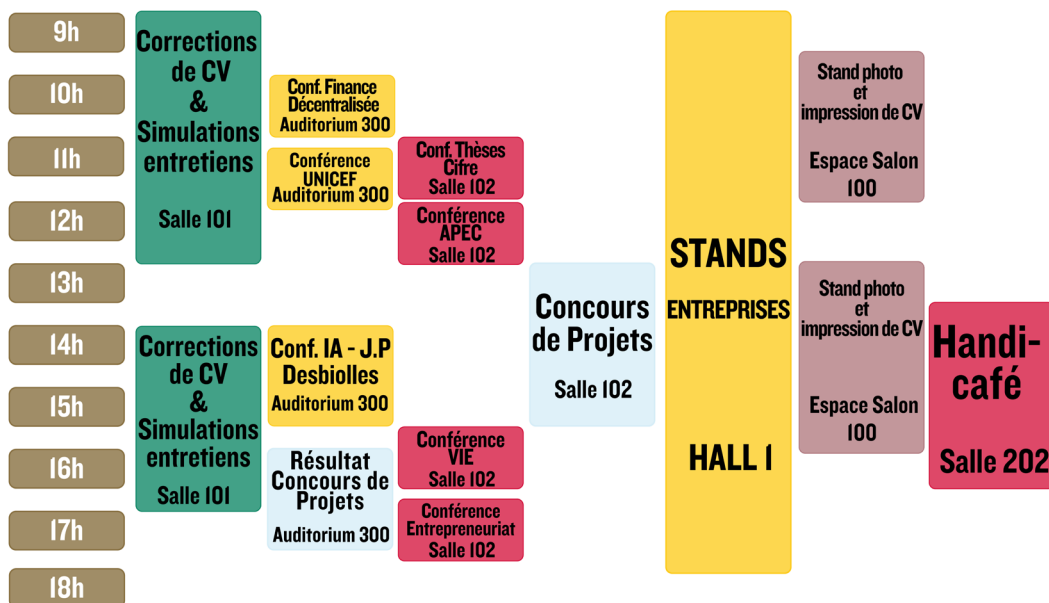 9h
10h
11h
12h
13h
14h
15h
16h
17h
18h
Corrections
de CV
&
Simulations
entretiens
Salle 101
Corrections
de CV
&
Simulations
entretiens
Salle 101
Conf. Finance
Décentralisée
Auditorium 300
Conférence
UNICEF
Auditorium 300
Conf. IA - J.P
Desbiolles
Auditorium 300
Résultat
Concours de
Projets
Auditorium 300
Conf. Thèses
Cifre
Salle 102
Conférence
APEC
Salle 102
Conférence
VIE
Salle 102
Conférence
Entrepreneuriat
Salle 102
Concours
de Projets
Salle 102
STANDS
ENTREPRISES
HALL 1
Stand photo
et
impression de CV
Espace Salon
100
Stand photo
et
impression de CV
Espace Salon
100
Handi-
café
Salle 202